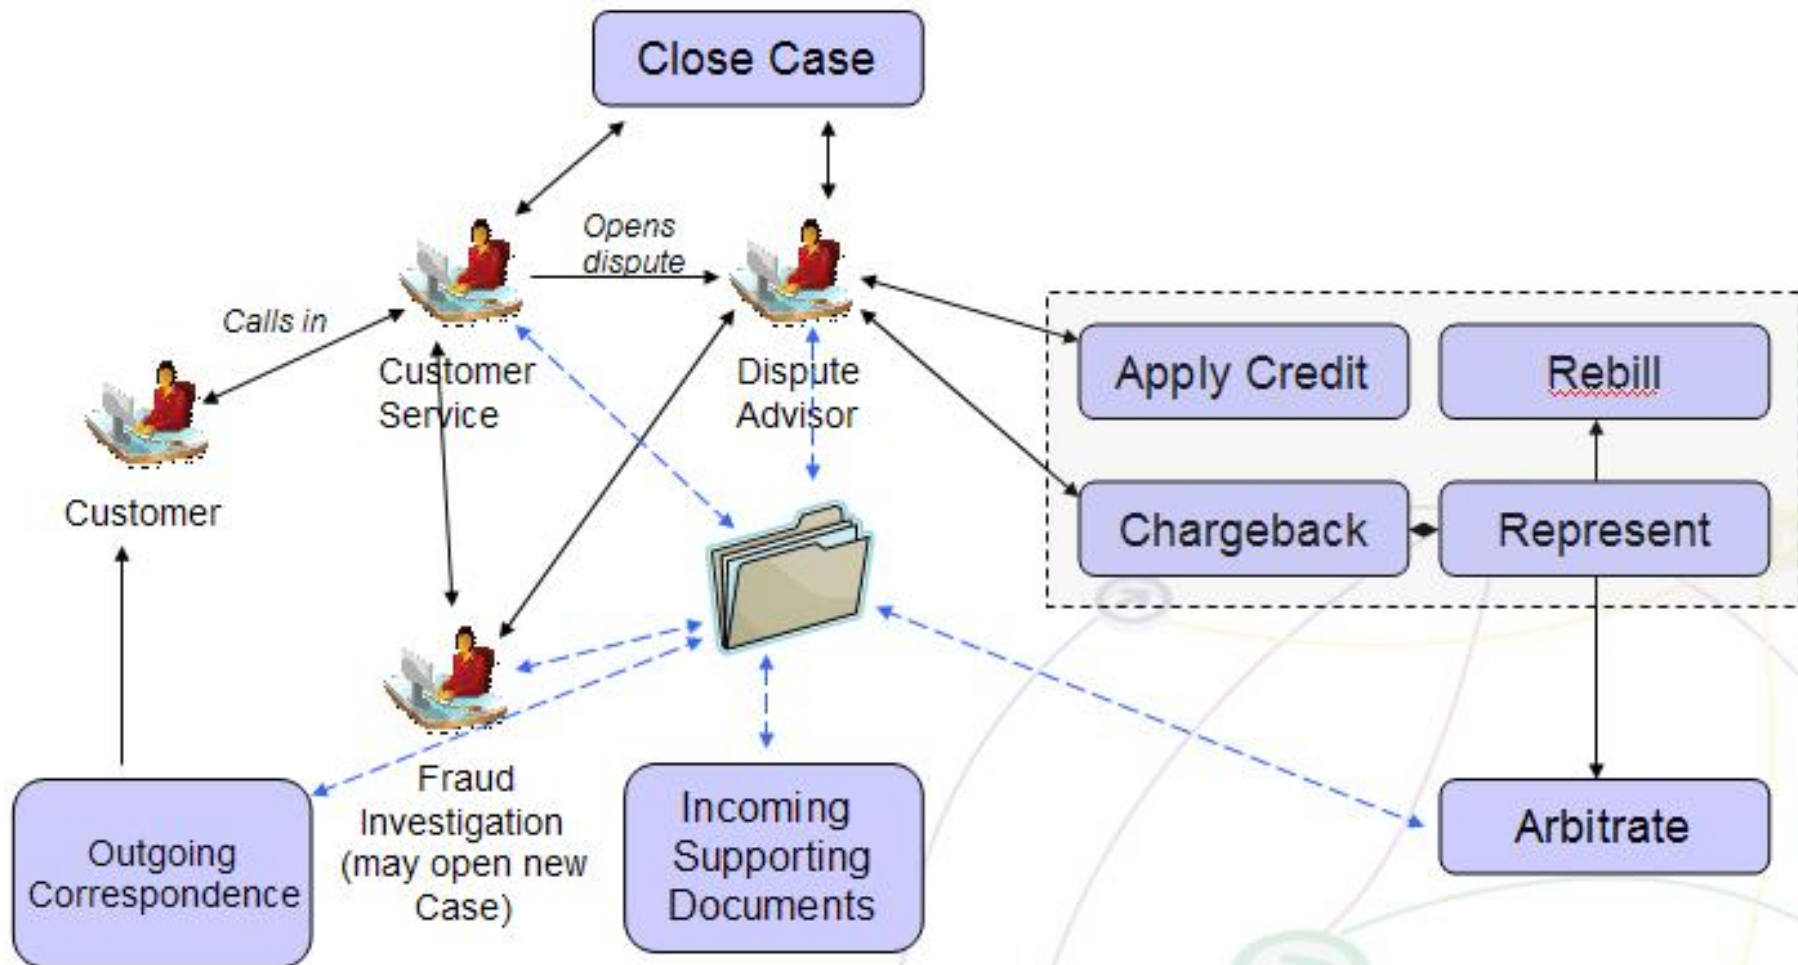 Close Case
Opens
dispute
Calls in
Customer
Service
Dispute
Advisor
Apply Credit
Rebill
Customer
Chargeback
Represent
Fraud
Investigation
(may open new
Case)
Incoming
Supporting
Documents
Outgoing
Correspondence
Arbitrate